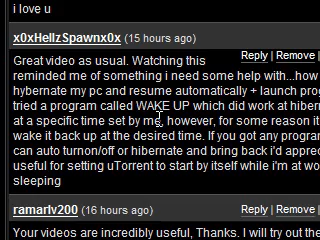 i love u
x0xHellzSpawnx0x (15 hours ago)
Reply | Remove
Great video as usual. Watching this
reminded me of something i need some help with...how
hybernate my pc and resume automatically + launch prog
tried a program called WAKE UP which did work at hiber
at a specific time set by me, however, for some reason it
wake it back up at the desired time. If you got any program
can auto turnon/off or hibernate and bring back i'd apprec
useful for setting uTorrent to start by itself while i'm at wo
sleeping
ramarlv200 (16 hours ago)
Reply | Remove
Your videos are incredibly useful, Thanks. I will try out the